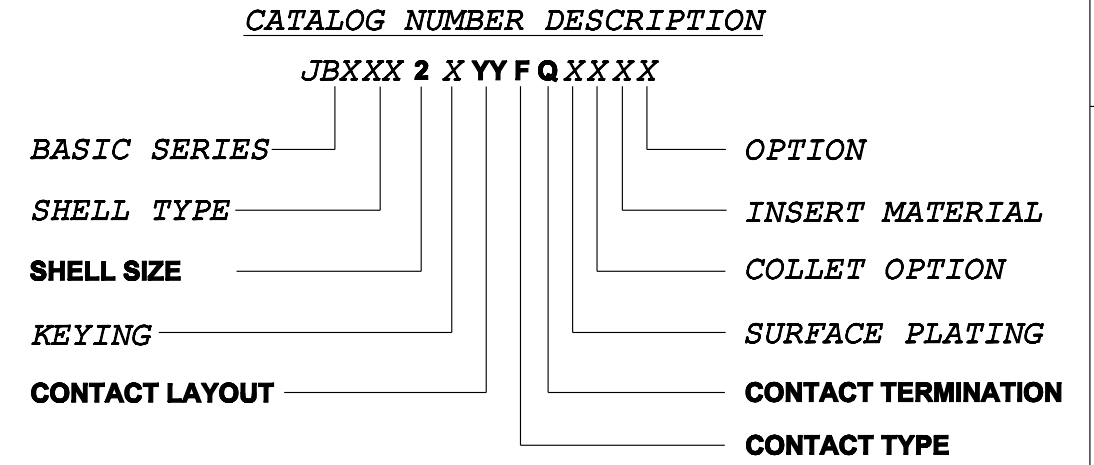 CATALOG NUMBER DESCRIPTION
JBXXX 2 X YY F Q X X X X
BASIC SERIES
OPTION
SHELL TYPE
INSERT MATERIAL
SHELL SIZE
COLLET OPTION
KEYING
SURFACE PLATING
CONTACT LAYOUT
CONTACT TERMINATION
CONTACT TYPE